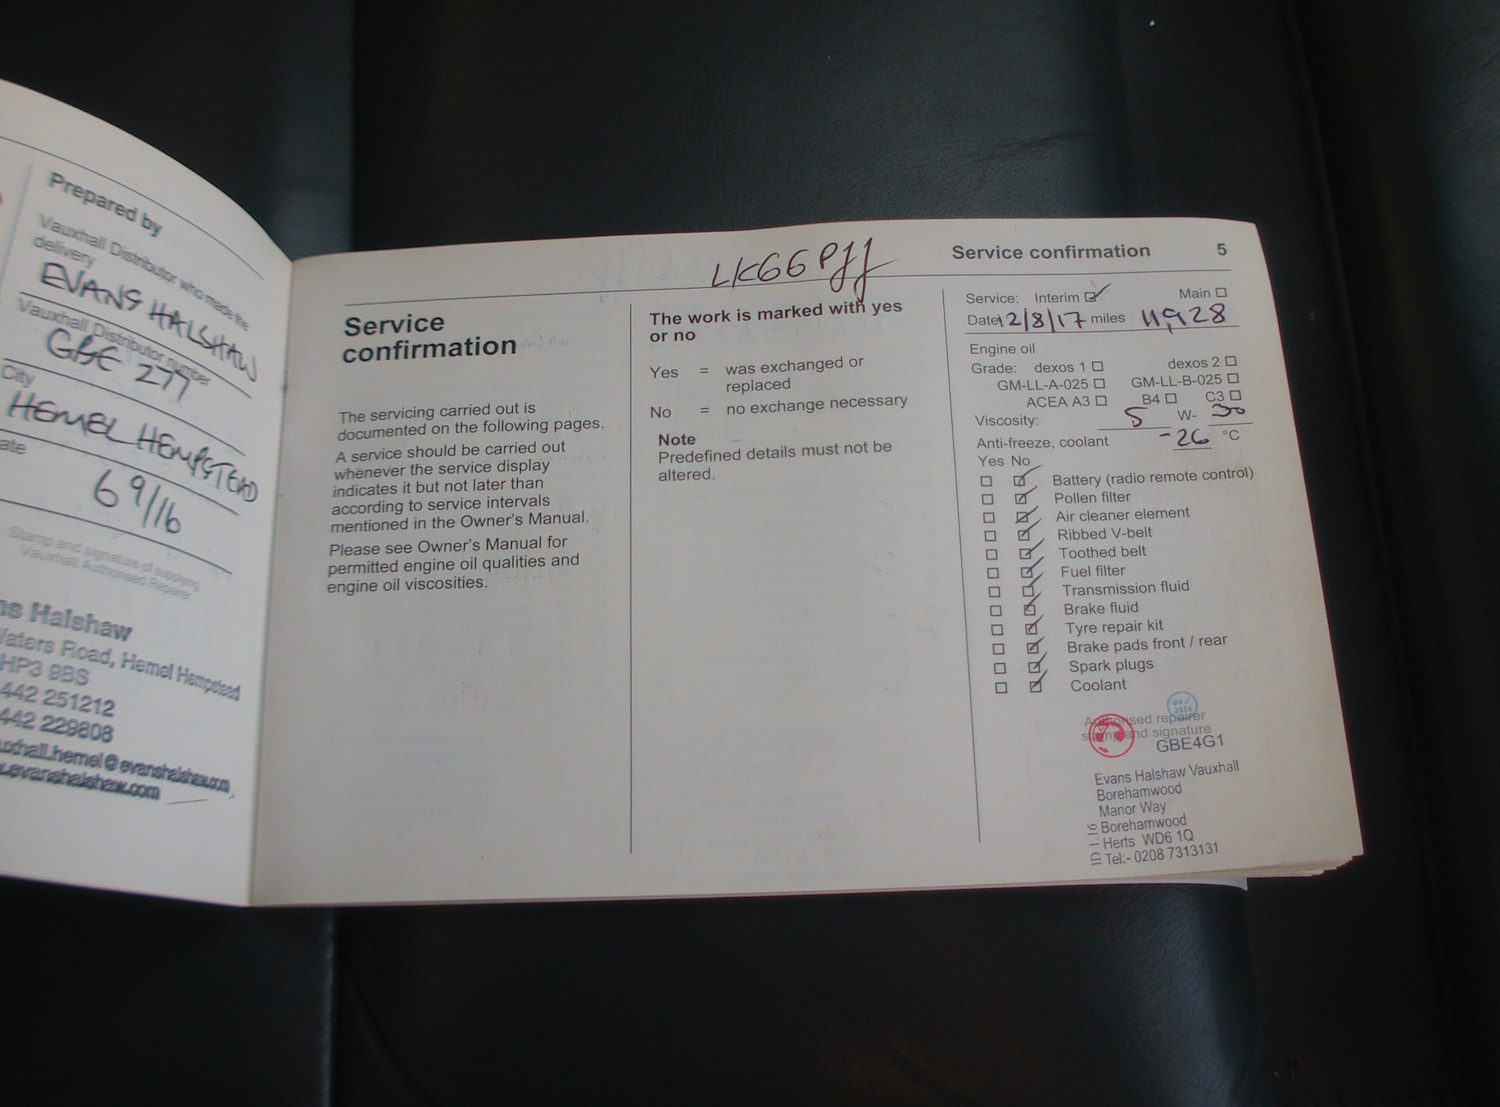 Prepared by
Vauxhall Distributor who made the
delivery
EVANS HALSHAW
Vauxhall Distributor number
GBE 277
City
HEMEL HEMPSTEAD
6 9/16
Stamp and signature of supplying
Vauxhall Authorised Repairer
ns Halshaw
Waters Road, Hemel Hempstead
HP3 9BS
442 251212
442 229808
uxhall.hemel@evanshalshaw.com
.evanshalshaw.com
LK66PJJ
Service confirmation 5
Service
confirmation
The servicing carried out is
documented on the following pages.
A service should be carried out
whenever the service display
indicates it but not later than
according to service intervals
mentioned in the Owner's Manual.
Please see Owner's Manual for
permitted engine oil qualities and
engine oil viscosities.
The work is marked with yes
or no
Yes = was exchanged or
replaced
No = no exchange necessary
Note
Predefined details must not be
altered.
Service: Interim Main
Date 12/8/17 miles 11,928
Engine oil
Grade: dexos 1 dexos 2
GM-LL-A-025 GM-LL-B-025
ACEA A3 B4 C3
Viscosity: 5 W- 30
Anti-freeze, coolant -26 °C
Yes No
Battery (radio remote control)
Pollen filter
Air cleaner element
Ribbed V-belt
Toothed belt
Fuel filter
Transmission fluid
Brake fluid
Tyre repair kit
Brake pads front / rear
Spark plugs
Coolant
Authorised repairer
stamp and signature
GBE4G1
Evans Halshaw Vauxhall
Borehamwood
Manor Way
Borehamwood
Herts WD6 1Q
Tel:- 0208 7313131